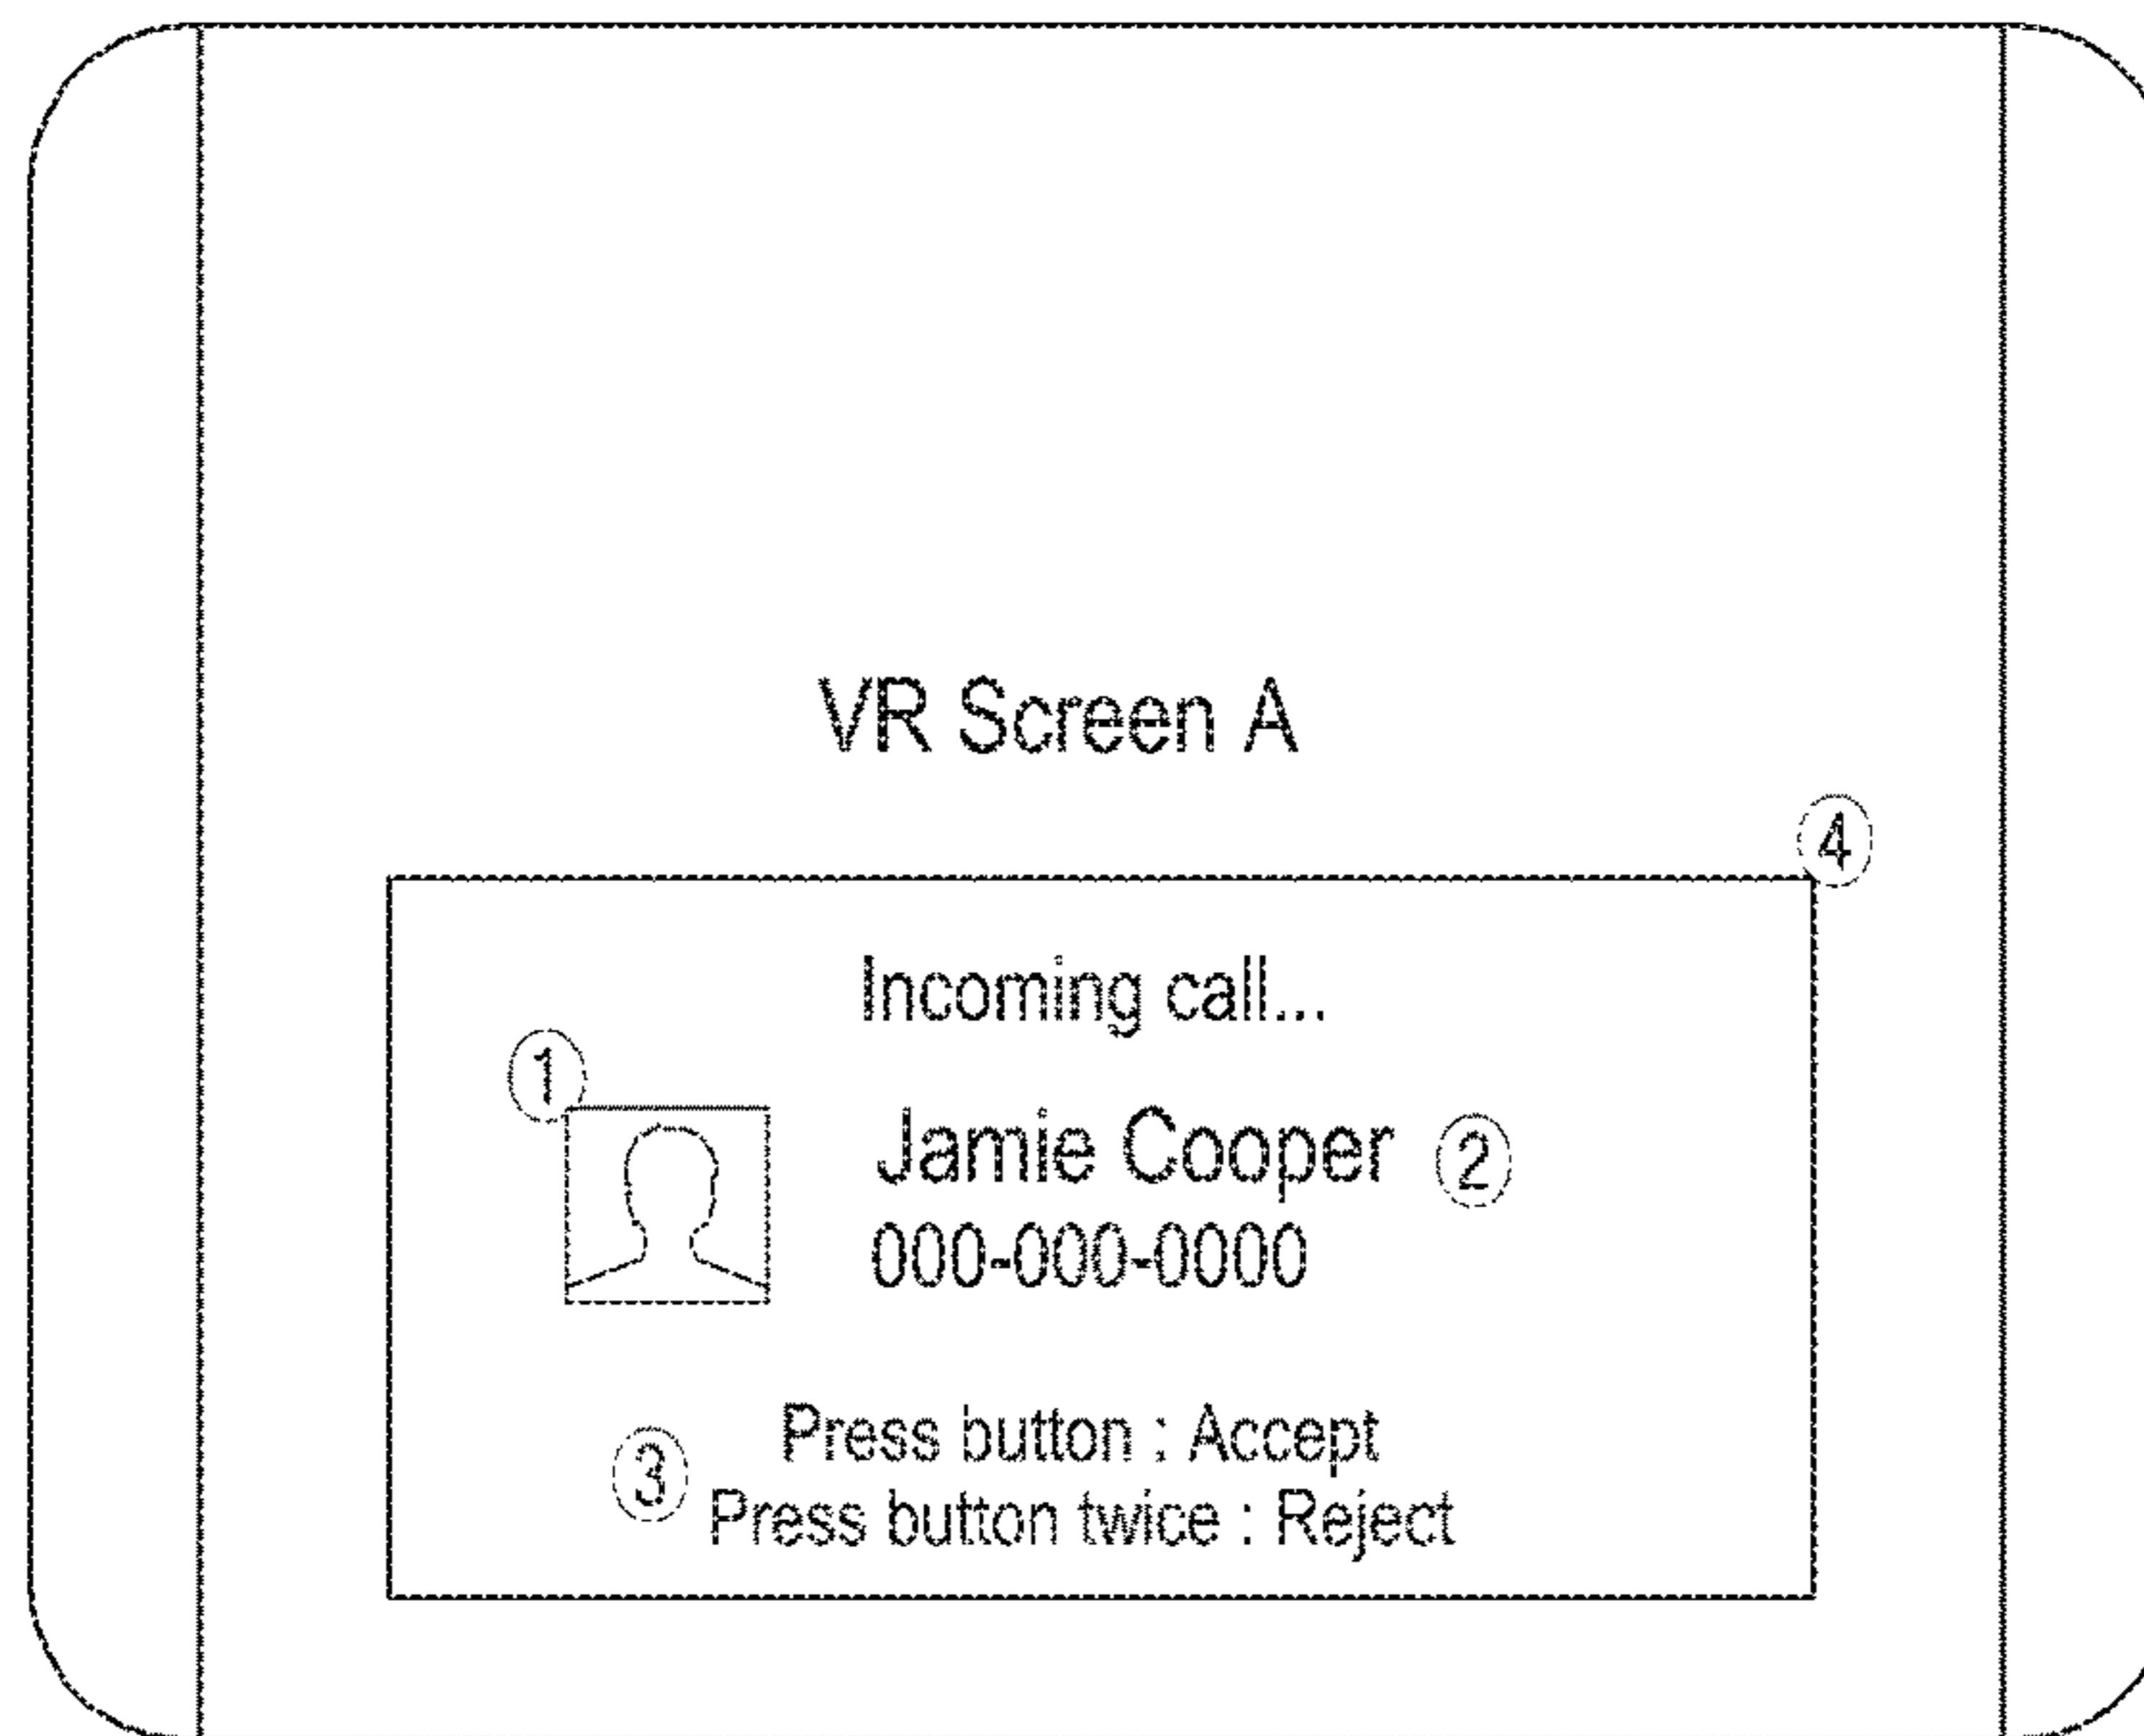 VR Screen A
④
Incoming call...
①
Jamie Cooper ②
000-000-0000
Press button : Accept
③
Press button twice : Reject